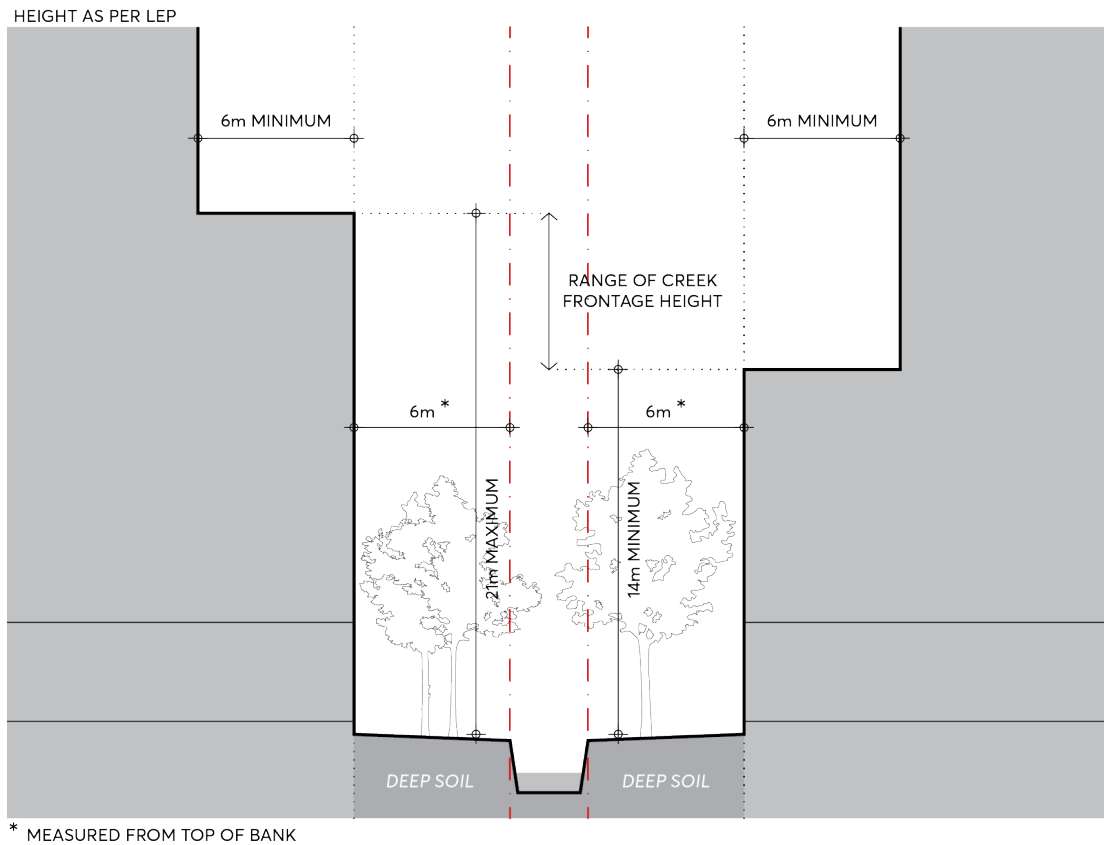 HEIGHT AS PER LEP
6m MINIMUM
6m MINIMUM
RANGE OF CREEK
FRONTAGE HEIGHT
6m *
6m *
21m MAXIMUM
14m MINIMUM
DEEP SOIL
DEEP SOIL
* MEASURED FROM TOP OF BANK